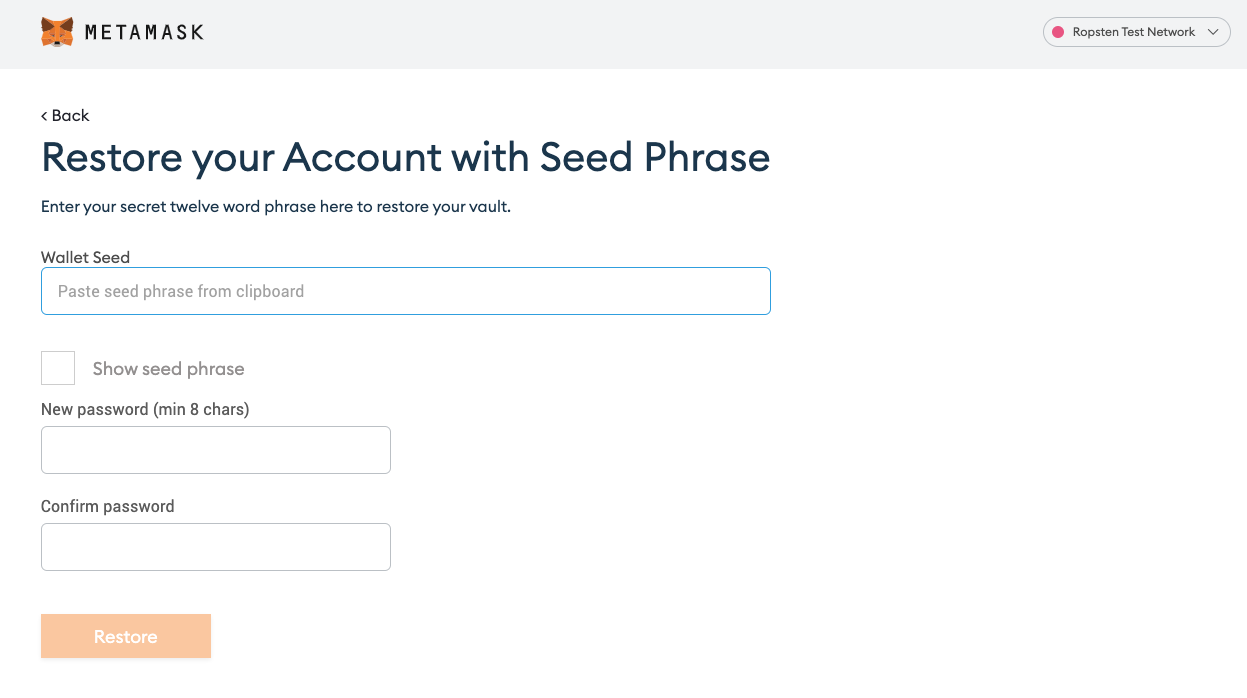 METAMASK
Ropsten Test Network
< Back
Restore your Account with Seed Phrase
Enter your secret twelve word phrase here to restore your vault.
Wallet Seed
Paste seed phrase from clipboard
Show seed phrase
New password (min 8 chars)
Confirm password
Restore